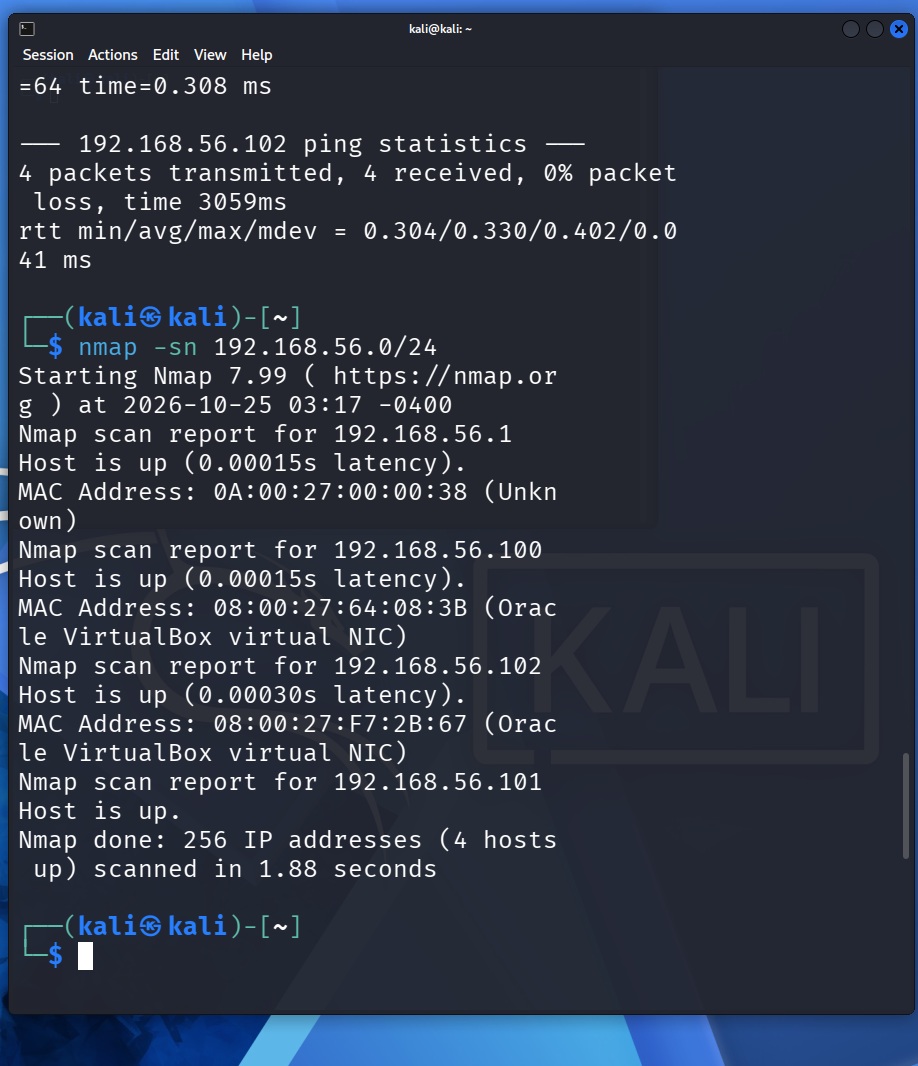 kali@kali: ~
Session Actions Edit View Help
=64 time=0.308 ms
── 192.168.56.102 ping statistics ──
4 packets transmitted, 4 received, 0% packet
 loss, time 3059ms
rtt min/avg/max/mdev = 0.304/0.330/0.402/0.0
41 ms
┌──(kali㉿kali)-[~]
└─$ nmap -sn 192.168.56.0/24
Starting Nmap 7.99 ( https://nmap.or
g ) at 2026-10-25 03:17 -0400
Nmap scan report for 192.168.56.1
Host is up (0.00015s latency).
MAC Address: 0A:00:27:00:00:38 (Unkn
own)
Nmap scan report for 192.168.56.100
Host is up (0.00015s latency).
MAC Address: 08:00:27:64:08:3B (Orac
le VirtualBox virtual NIC)
Nmap scan report for 192.168.56.102
Host is up (0.00030s latency).
MAC Address: 08:00:27:F7:2B:67 (Orac
le VirtualBox virtual NIC)
Nmap scan report for 192.168.56.101
Host is up.
Nmap done: 256 IP addresses (4 hosts
 up) scanned in 1.88 seconds
┌──(kali㉿kali)-[~]
└─$
KALI